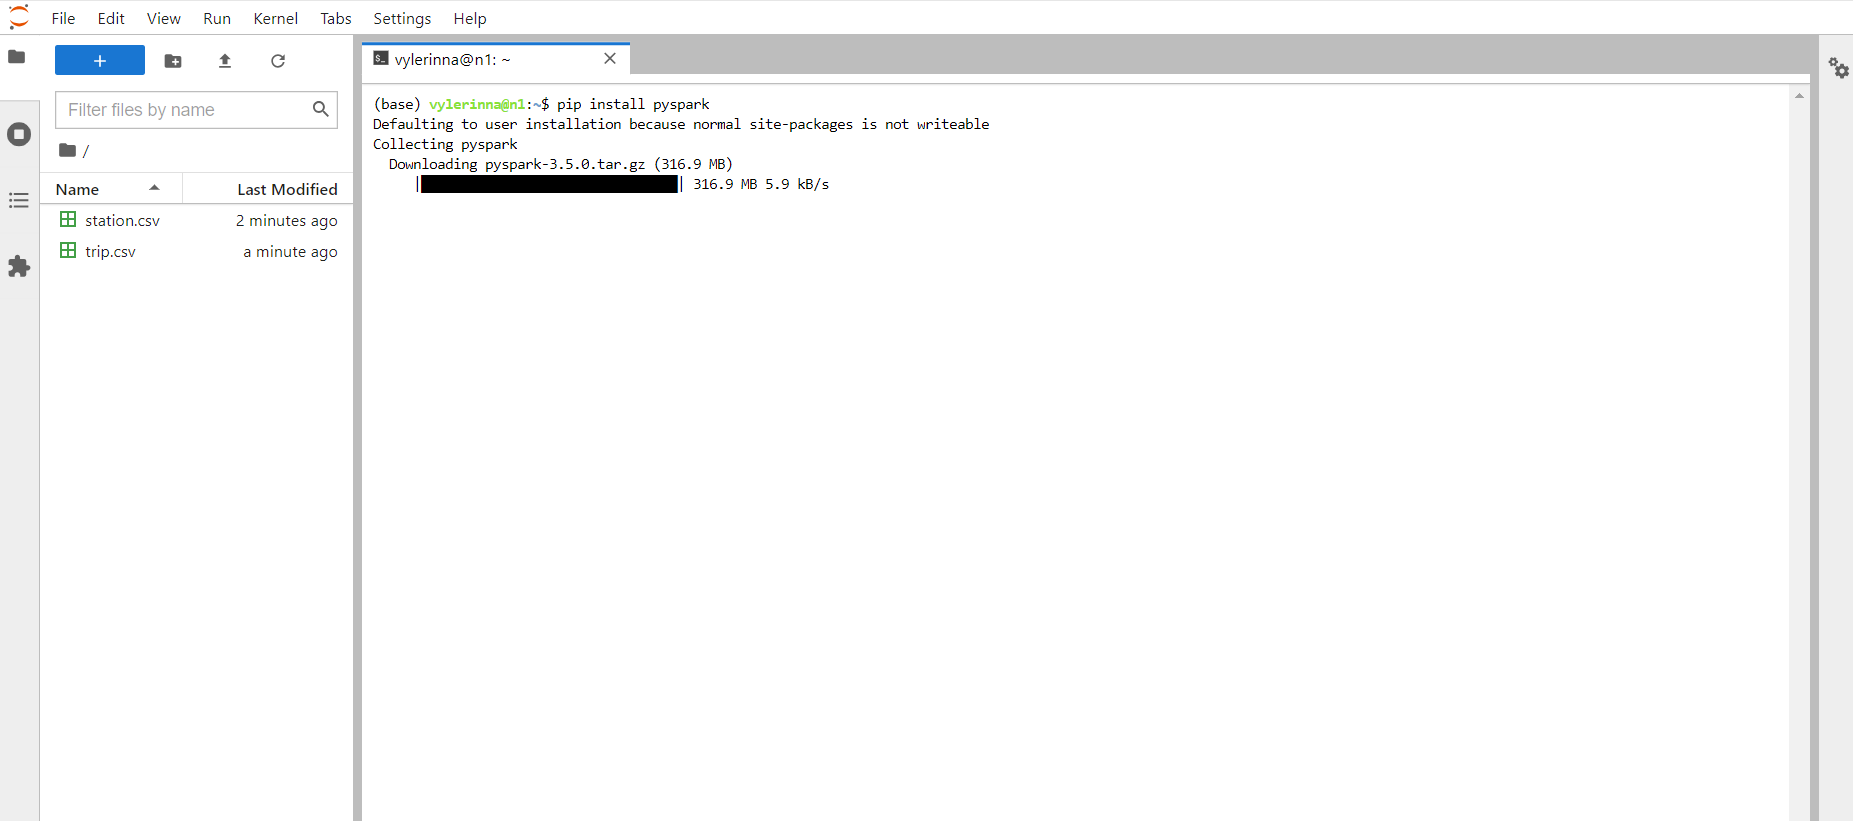 File Edit View Run Kernel Tabs Settings Help
+
Filter files by name
/
Name Last Modified
station.csv 2 minutes ago
trip.csv a minute ago
$_ vylerinna@n1: ~
(base) vylerinna@n1:~$ pip install pyspark
Defaulting to user installation because normal site-packages is not writeable
Collecting pyspark
Downloading pyspark-3.5.0.tar.gz (316.9 MB)
|████████████████████████████████| 316.9 MB 5.9 kB/s